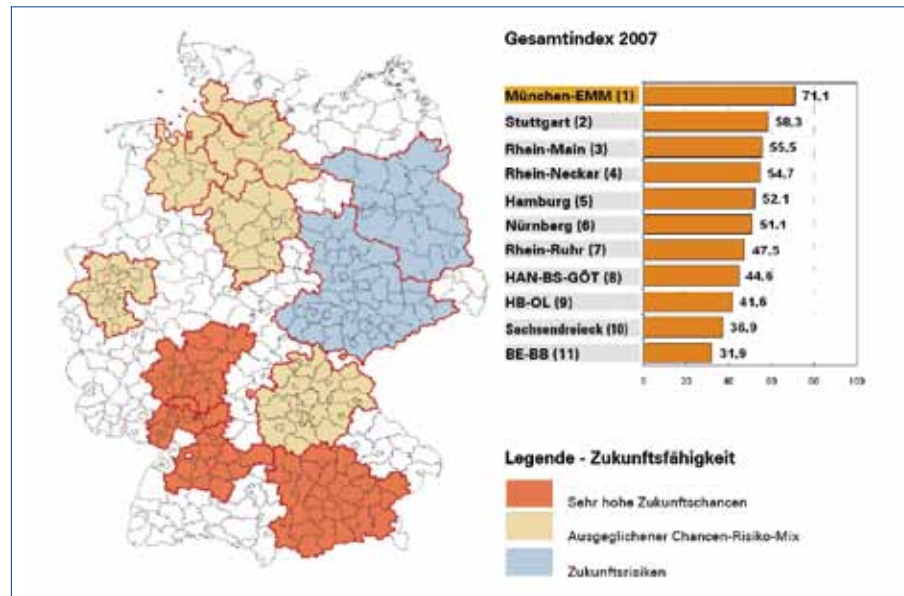 Gesamtindex 2007
München-EMM (1) 71,1
Stuttgart (2) 58,3
Rhein-Main (3) 55,5
Rhein-Neckar (4) 54,7
Hamburg (5) 52,1
Nürnberg (6) 51,1
Rhein-Ruhr (7) 47,5
HAN-BS-GÖT (8) 44,6
HB-OL (9) 41,6
Sachsendreieck (10) 36,9
BE-BB (11) 31,9
0 20 40 60 80 100
Legende - Zukunftsfähigkeit
Sehr hohe Zukunftschancen
Ausgeglichener Chancen-Risiko-Mix
Zukunftsrisiken